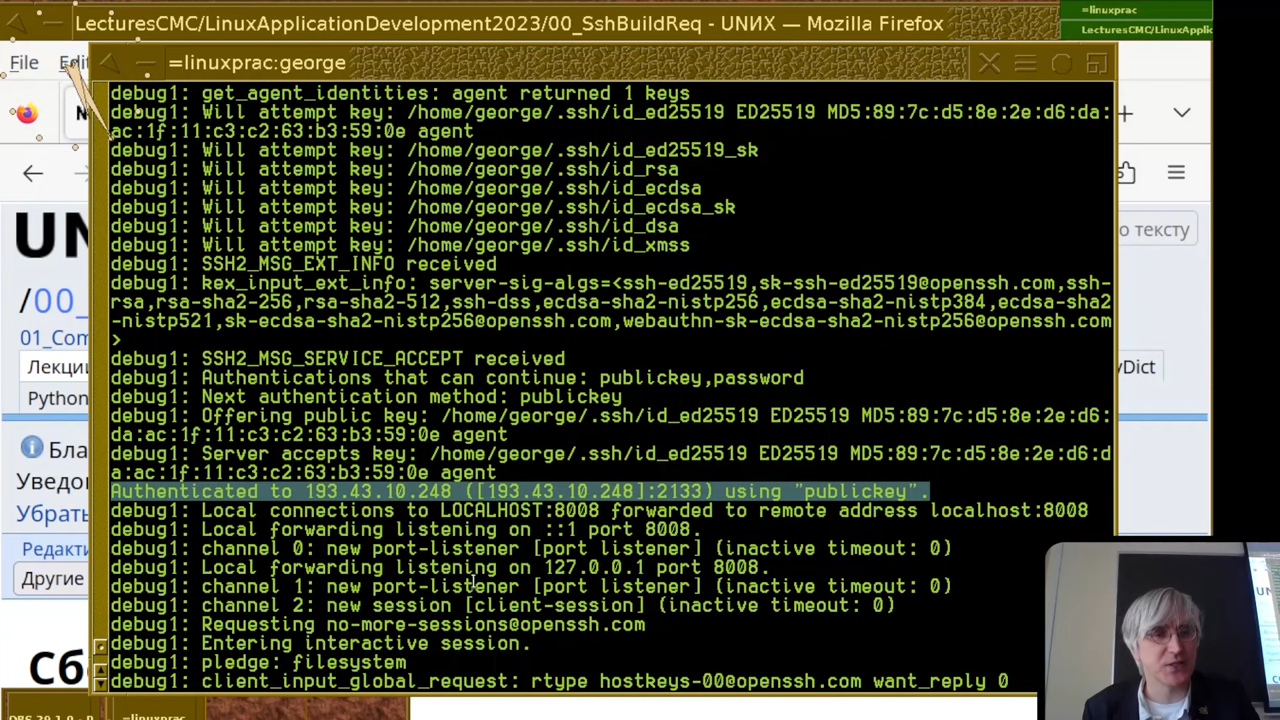 LecturesCMC/LinuxApplicationDevelopment2023/00_SshBuildReq - UNИХ — Mozilla Firefox
=linuxprac
LecturesCMC/LinuxApplic
File Edit
=linuxprac:george
debug1: get_agent_identities: agent returned 1 keys
debug1: Will attempt key: /home/george/.ssh/id_ed25519 ED25519 MD5:89:7c:d5:8e:2e:d6:da:
ac:1f:11:c3:c2:63:b3:59:0e agent
debug1: Will attempt key: /home/george/.ssh/id_ed25519_sk
debug1: Will attempt key: /home/george/.ssh/id_rsa
debug1: Will attempt key: /home/george/.ssh/id_ecdsa
debug1: Will attempt key: /home/george/.ssh/id_ecdsa_sk
debug1: Will attempt key: /home/george/.ssh/id_dsa
debug1: Will attempt key: /home/george/.ssh/id_xmss
debug1: SSH2_MSG_EXT_INFO received
debug1: kex_input_ext_info: server-sig-algs=<ssh-ed25519,sk-ssh-ed25519@openssh.com,ssh-
rsa,rsa-sha2-256,rsa-sha2-512,ssh-dss,ecdsa-sha2-nistp256,ecdsa-sha2-nistp384,ecdsa-sha2
-nistp521,sk-ecdsa-sha2-nistp256@openssh.com,webauthn-sk-ecdsa-sha2-nistp256@openssh.com
>
debug1: SSH2_MSG_SERVICE_ACCEPT received
debug1: Authentications that can continue: publickey,password
debug1: Next authentication method: publickey
debug1: Offering public key: /home/george/.ssh/id_ed25519 ED25519 MD5:89:7c:d5:8e:2e:d6:
da:ac:1f:11:c3:c2:63:b3:59:0e agent
debug1: Server accepts key: /home/george/.ssh/id_ed25519 ED25519 MD5:89:7c:d5:8e:2e:d6:d
a:ac:1f:11:c3:c2:63:b3:59:0e agent
Authenticated to 193.43.10.248 ([193.43.10.248]:2133) using "publickey".
debug1: Local connections to LOCALHOST:8008 forwarded to remote address localhost:8008
debug1: Local forwarding listening on ::1 port 8008.
debug1: channel 0: new port-listener [port listener] (inactive timeout: 0)
debug1: Local forwarding listening on 127.0.0.1 port 8008.
debug1: channel 1: new port-listener [port listener] (inactive timeout: 0)
debug1: channel 2: new session [client-session] (inactive timeout: 0)
debug1: Requesting no-more-sessions@openssh.com
debug1: Entering interactive session.
debug1: pledge: filesystem
debug1: client_input_global_request: rtype hostkeys-00@openssh.com want_reply 0
UN
о тексту
/00_
01_Com
Лекции
yDict
Python
Бла
Уведо
Убрать
Редакти
Другие
Сб
=linuxprac